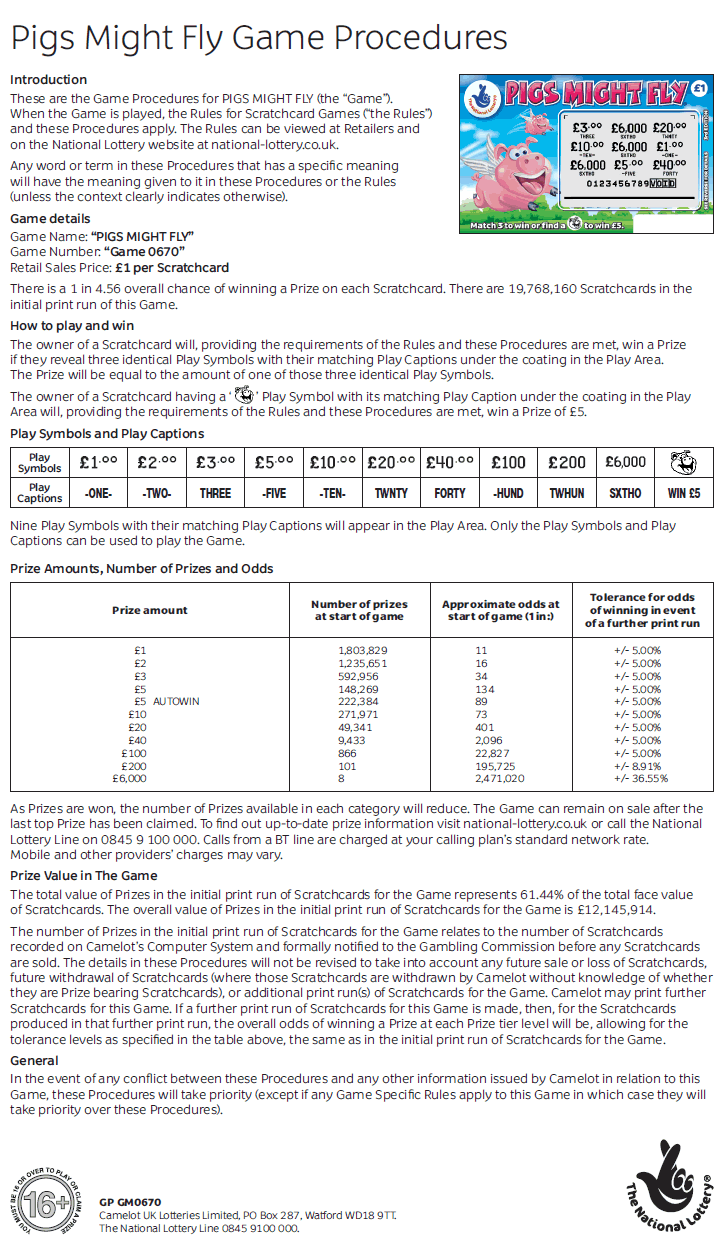 Pigs Might Fly Game Procedures
Introduction
These are the Game Procedures for PIGS MIGHT FLY (the “Game”).
When the Game is played, the Rules for Scratchcard Games (“the Rules”)
and these Procedures apply. The Rules can be viewed at Retailers and
on the National Lottery website at national-lottery.co.uk.
Any word or term in these Procedures that has a specific meaning
will have the meaning given to it in these Procedures or the Rules
(unless the context clearly indicates otherwise).
The National Lottery
PIGS MIGHT FLY
£1
£3.00 £6,000 £20.00
THREE SXTHO TWNTY
£10.00 £6,000 £1.00
-TEN- SXTHO -ONE-
£6,000 £5.00 £40.00
SXTHO -FIVE FORTY
0123456789 VOID
Match 3 to win or find a to win £5.
Game details
Game Name: “PIGS MIGHT FLY”
Game Number: “Game 0670”
Retail Sales Price: £1 per Scratchcard
There is a 1 in 4.56 overall chance of winning a Prize on each Scratchcard. There are 19,768,160 Scratchcards in the
initial print run of this Game.
How to play and win
The owner of a Scratchcard will, providing the requirements of the Rules and these Procedures are met, win a Prize
if they reveal three identical Play Symbols with their matching Play Captions under the coating in the Play Area.
The Prize will be equal to the amount of one of those three identical Play Symbols.
The owner of a Scratchcard having a ‘ ’ Play Symbol with its matching Play Caption under the coating in the Play
Area will, providing the requirements of the Rules and these Procedures are met, win a Prize of £5.
Play Symbols and Play Captions
Play Symbols £1.00 £2.00 £3.00 £5.00 £10.00 £20.00 £40.00 £100 £200 £6,000
Play Captions -ONE- -TWO- THREE -FIVE -TEN- TWNTY FORTY -HUND TWHUN SXTHO WIN £5
Nine Play Symbols with their matching Play Captions will appear in the Play Area. Only the Play Symbols and Play
Captions can be used to play the Game.
Prize Amounts, Number of Prizes and Odds
Prize amount Number of prizes at start of game Approximate odds at start of game (1 in:) Tolerance for odds of winning in event of a further print run
£1 1,803,829 11 +/- 5.00%
£2 1,235,651 16 +/- 5.00%
£3 592,956 34 +/- 5.00%
£5 148,269 134 +/- 5.00%
£5 AUTOWIN 222,384 89 +/- 5.00%
£10 271,971 73 +/- 5.00%
£20 49,341 401 +/- 5.00%
£40 9,433 2,096 +/- 5.00%
£100 866 22,827 +/- 5.00%
£200 101 195,725 +/- 8.91%
£6,000 8 2,471,020 +/- 36.55%
As Prizes are won, the number of Prizes available in each category will reduce. The Game can remain on sale after the
last top Prize has been claimed. To find out up-to-date prize information visit national-lottery.co.uk or call the National
Lottery Line on 0845 9 100 000. Calls from a BT line are charged at your calling plan’s standard network rate.
Mobile and other providers’ charges may vary.
Prize Value in The Game
The total value of Prizes in the initial print run of Scratchcards for the Game represents 61.44% of the total face value
of Scratchcards. The overall value of Prizes in the initial print run of Scratchcards for the Game is £12,145,914.
The number of Prizes in the initial print run of Scratchcards for the Game relates to the number of Scratchcards
recorded on Camelot’s Computer System and formally notified to the Gambling Commission before any Scratchcards
are sold. The details in these Procedures will not be revised to take into account any future sale or loss of Scratchcards,
future withdrawal of Scratchcards (where those Scratchcards are withdrawn by Camelot without knowledge of whether
they are Prize bearing Scratchcards), or additional print run(s) of Scratchcards for the Game. Camelot may print further
Scratchcards for this Game. If a further print run of Scratchcards for this Game is made, then, for the Scratchcards
produced in that further print run, the overall odds of winning a Prize at each Prize tier level will be, allowing for the
tolerance levels as specified in the table above, the same as in the initial print run of Scratchcards for the Game.
General
In the event of any conflict between these Procedures and any other information issued by Camelot in relation to this
Game, these Procedures will take priority (except if any Game Specific Rules apply to this Game in which case they will
take priority over these Procedures).
YOU MUST BE 16 OR OVER TO PLAY OR CLAIM A PRIZE
16+
GP GM0670
Camelot UK Lotteries Limited, PO Box 287, Watford WD18 9TT.
The National Lottery Line 0845 9100 000.
The National Lottery®